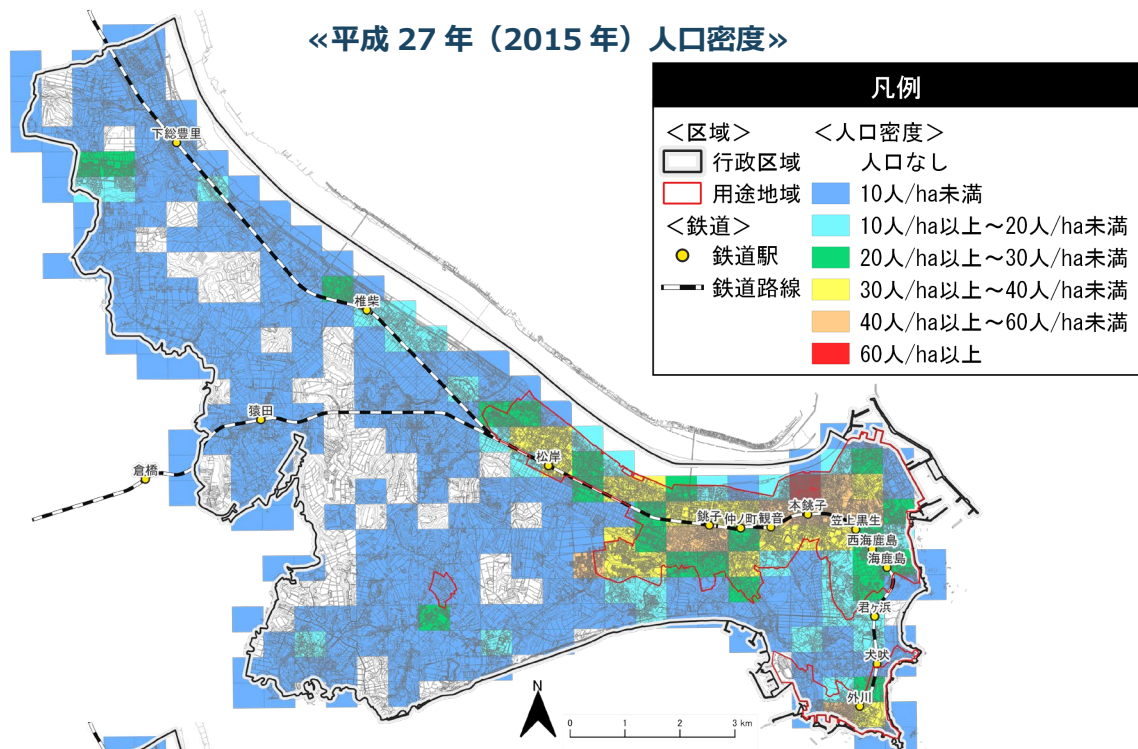 ≪平成 27 年（2015 年）人口密度≫
凡例
＜区域＞
行政区域
用途地域
＜鉄道＞
鉄道駅
鉄道路線
＜人口密度＞
人口なし
10人/ha未満
10人/ha以上～20人/ha未満
20人/ha以上～30人/ha未満
30人/ha以上～40人/ha未満
40人/ha以上～60人/ha未満
60人/ha以上
下総豊里
椎柴
猿田
倉橋
松岸
銚子
仲ノ町
観音
本銚子
笠上黒生
西海鹿島
海鹿島
君ヶ浜
犬吠
外川
N
0 1 2 3 km